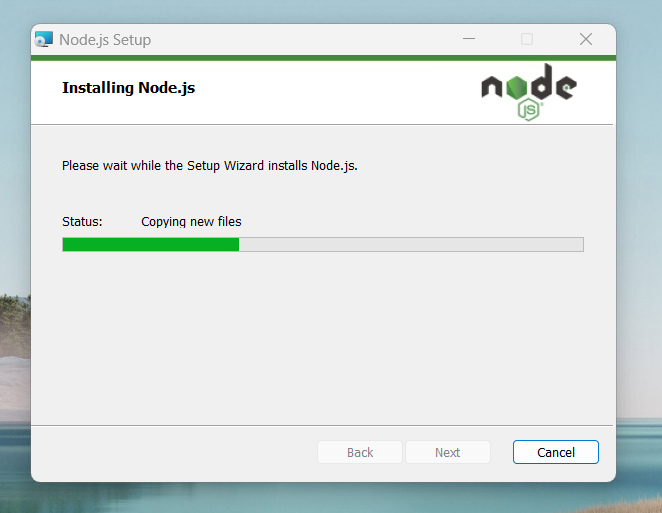 Node.js Setup
Installing Node.js
node
JS
Please wait while the Setup Wizard installs Node.js.
Status: Copying new files
Back Next Cancel